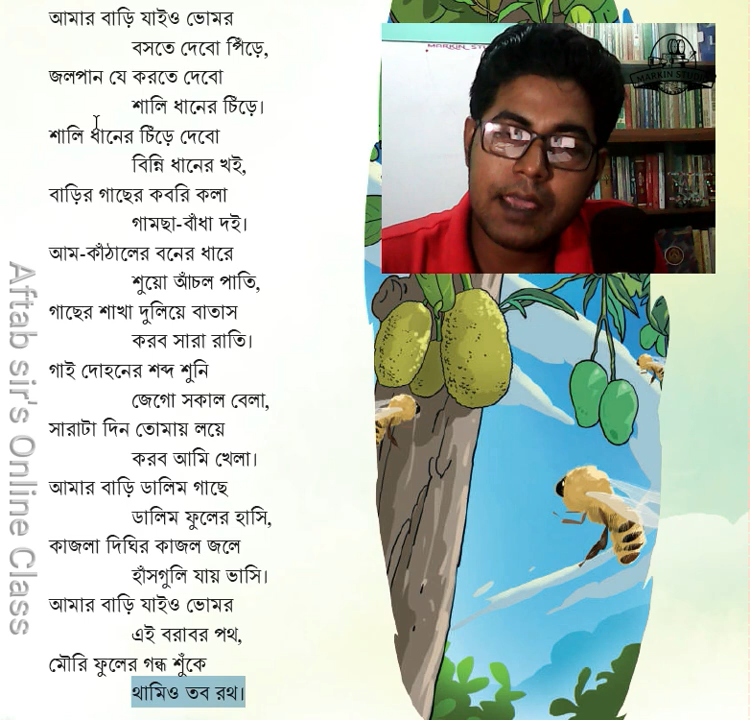 আমার বাড়ি যাইও ভোমর
বসতে দেবো পিঁড়ে,
জলপান যে করতে দেবো
শালি ধানের চিঁড়ে।
শালি ধানের চিঁড়ে দেবো
বিন্নি ধানের খই,
বাড়ির গাছের কবরি কলা
গামছা-বাঁধা দই।
আম-কাঁঠালের বনের ধারে
শুয়ো আঁচল পাতি,
গাছের শাখা দুলিয়ে বাতাস
করব সারা রাতি।
গাই দোহনের শব্দ শুনি
জেগো সকাল বেলা,
সারাটা দিন তোমায় লয়ে
করব আমি খেলা।
আমার বাড়ি ডালিম গাছে
ডালিম ফুলের হাসি,
কাজলা দিঘির কাজল জলে
হাঁসগুলি যায় ভাসি।
আমার বাড়ি যাইও ভোমর
এই বরাবর পথ,
মৌরি ফুলের গন্ধ শুঁকে
থামিও তব রথ।
Aftab sir's Online Class
MARKIN STUD